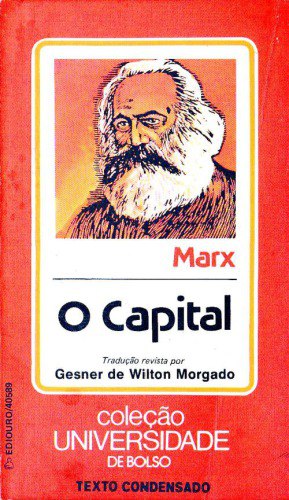 Marx
O Capital
Tradução revista por
Gesner de Wilton Morgado
EDIOURO/40589
coleção
UNIVERSIDADE
DE BOLSO
TEXTO CONDENSADO